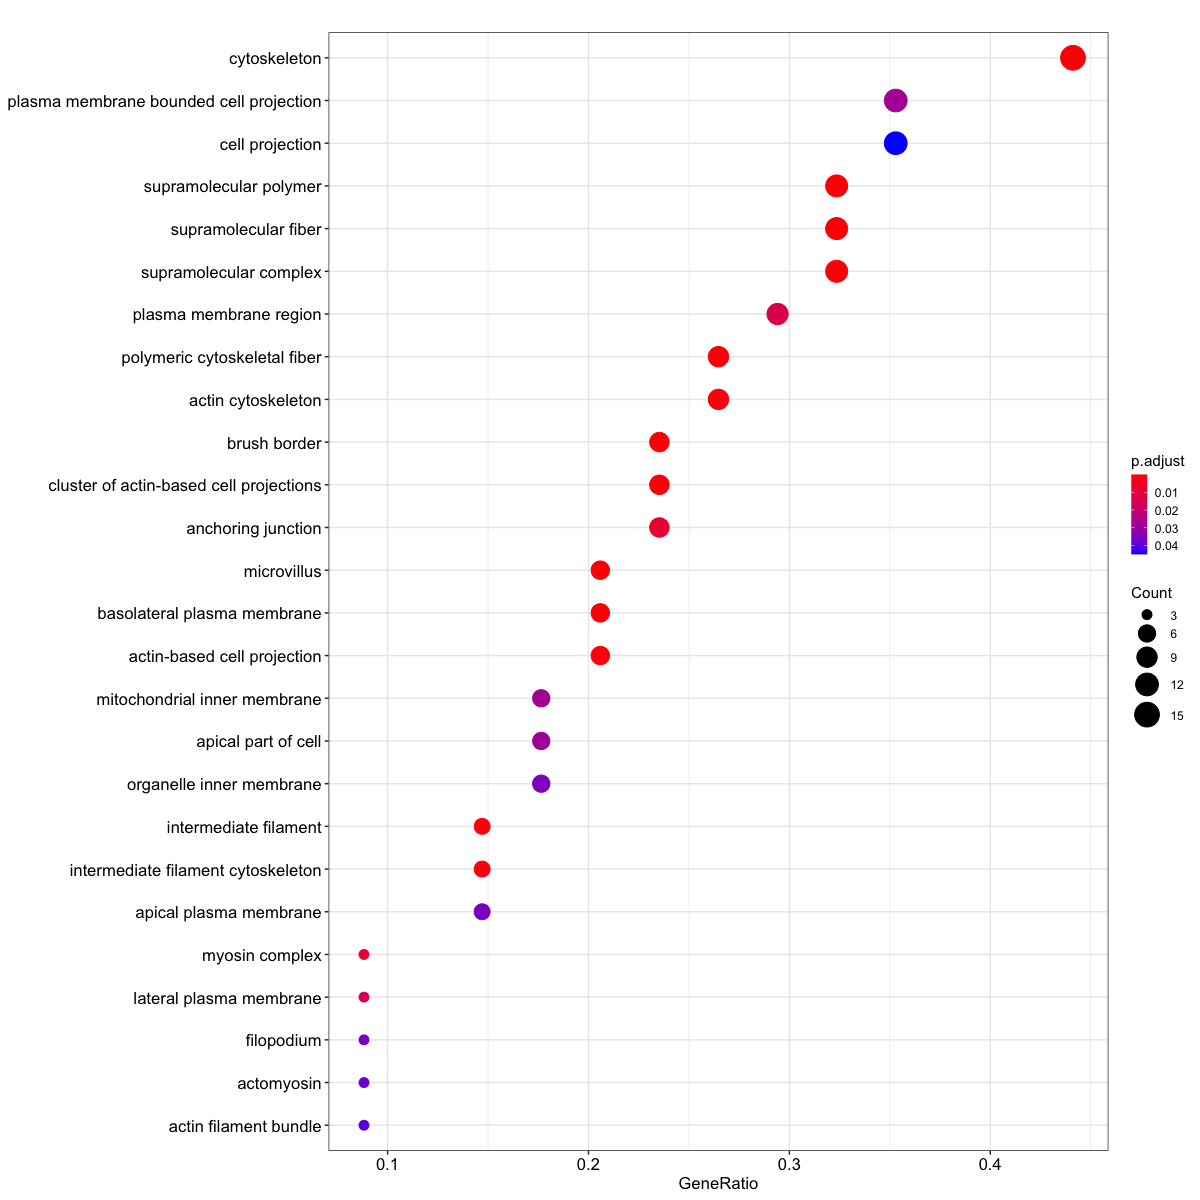 cytoskeleton
plasma membrane bounded cell projection
cell projection
supramolecular polymer
supramolecular fiber
supramolecular complex
plasma membrane region
polymeric cytoskeletal fiber
actin cytoskeleton
brush border
cluster of actin-based cell projections
anchoring junction
microvillus
basolateral plasma membrane
actin-based cell projection
mitochondrial inner membrane
apical part of cell
organelle inner membrane
intermediate filament
intermediate filament cytoskeleton
apical plasma membrane
myosin complex
lateral plasma membrane
filopodium
actomyosin
actin filament bundle
0.1 0.2 0.3 0.4
GeneRatio
p.adjust
0.01
0.02
0.03
0.04
Count
3
6
9
12
15